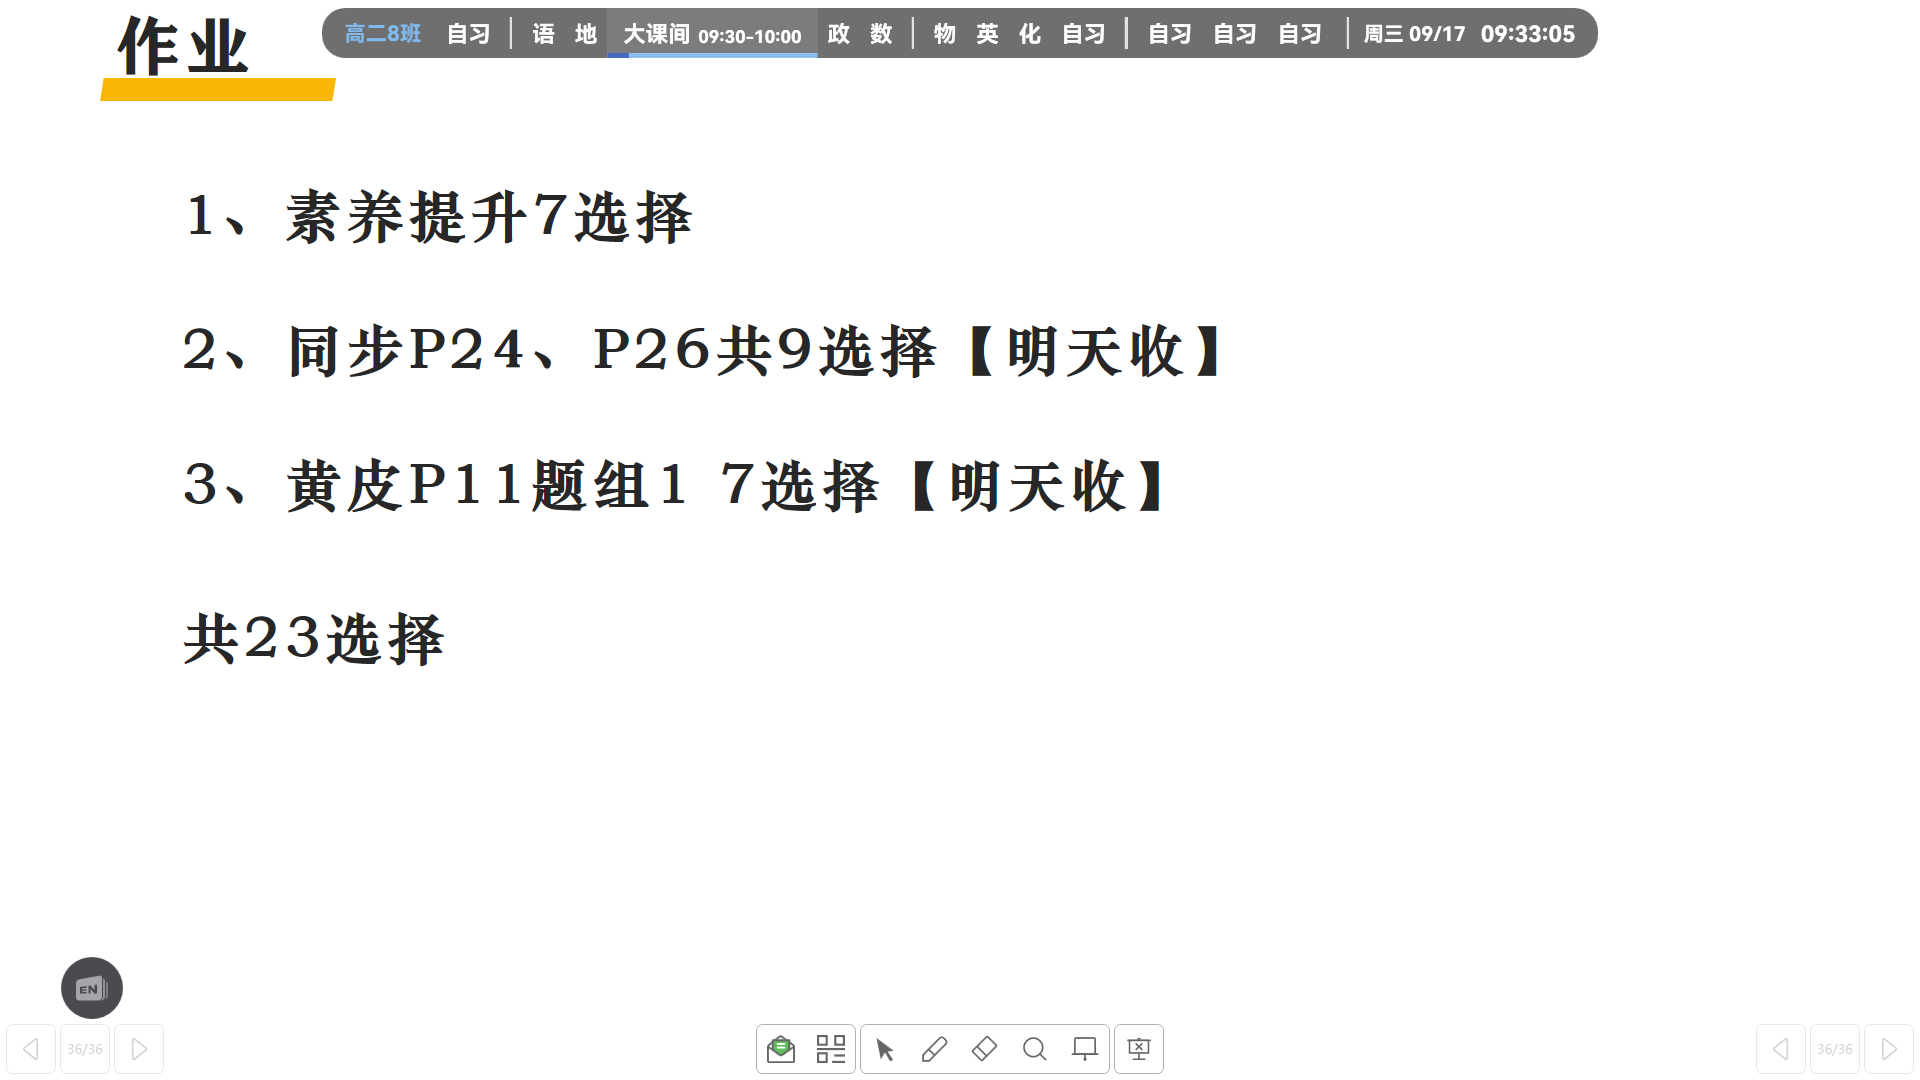 作业
高二8班 自习 | 语 地 大课间 09:30-10:00 政 数 | 物 英 化 自习 | 自习 自习 自习 | 周三 09/17 09:33:05
1、素养提升7选择
2、同步P24、P26共9选择【明天收】
3、黄皮P11题组1 7选择【明天收】
共23选择
EN
36/36
36/36